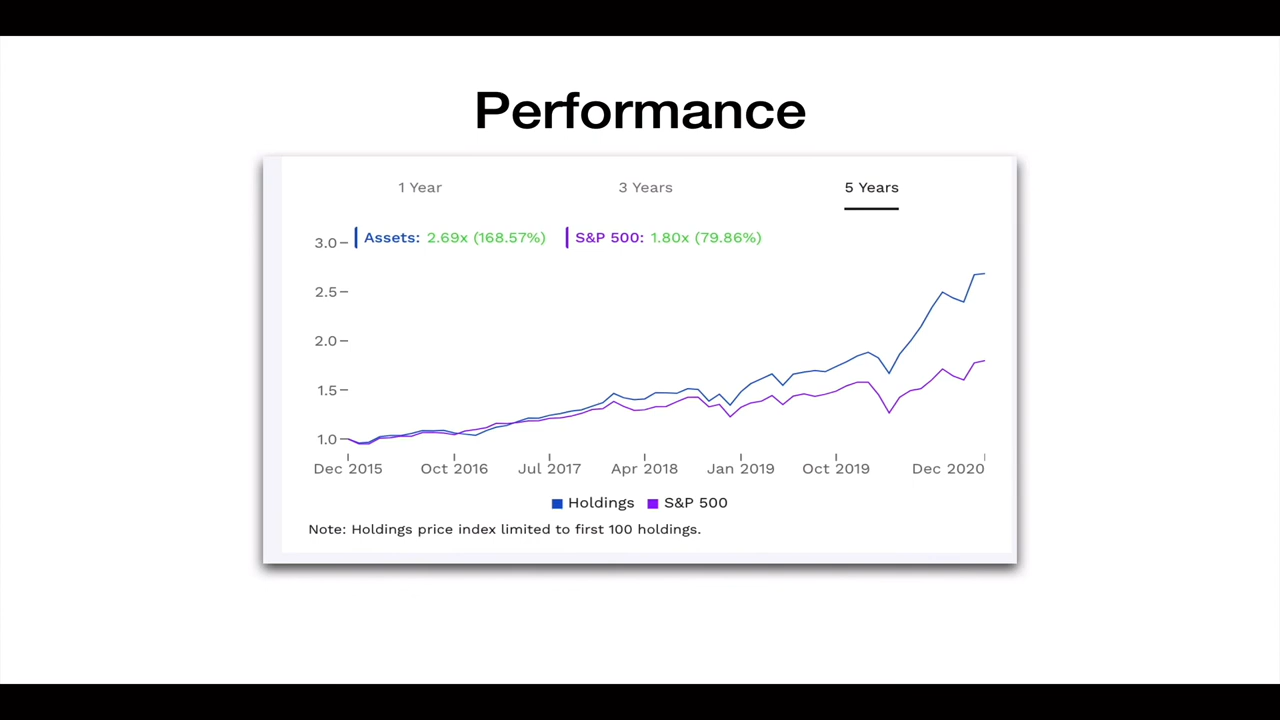 Performance
1 Year 3 Years 5 Years
Assets: 2.69x (168.57%) S&P 500: 1.80x (79.86%)
3.0
2.5
2.0
1.5
1.0
Dec 2015 Oct 2016 Jul 2017 Apr 2018 Jan 2019 Oct 2019 Dec 2020
Holdings S&P 500
Note: Holdings price index limited to first 100 holdings.